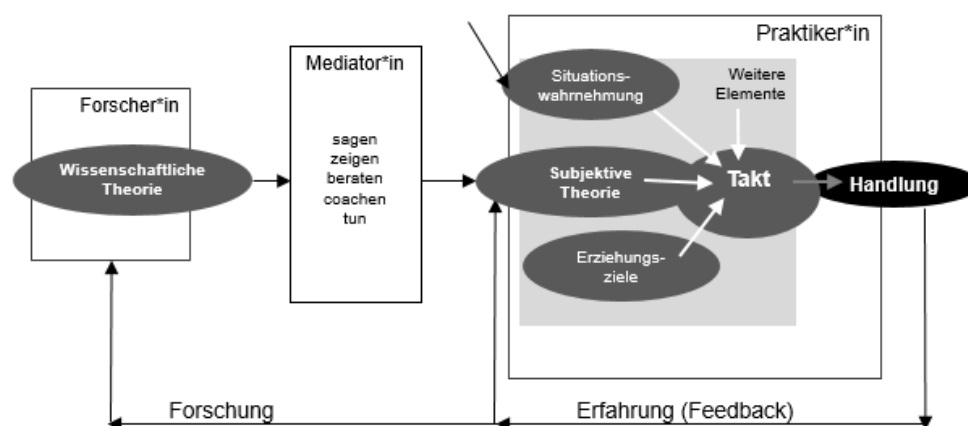 Forscher*in
Wissenschaftliche
Theorie
Mediator*in
sagen
zeigen
beraten
coachen
tun
Praktiker*in
Situations-
wahrnehmung
Weitere
Elemente
Subjektive
Theorie
Takt
Handlung
Erziehungs-
ziele
Forschung
Erfahrung (Feedback)